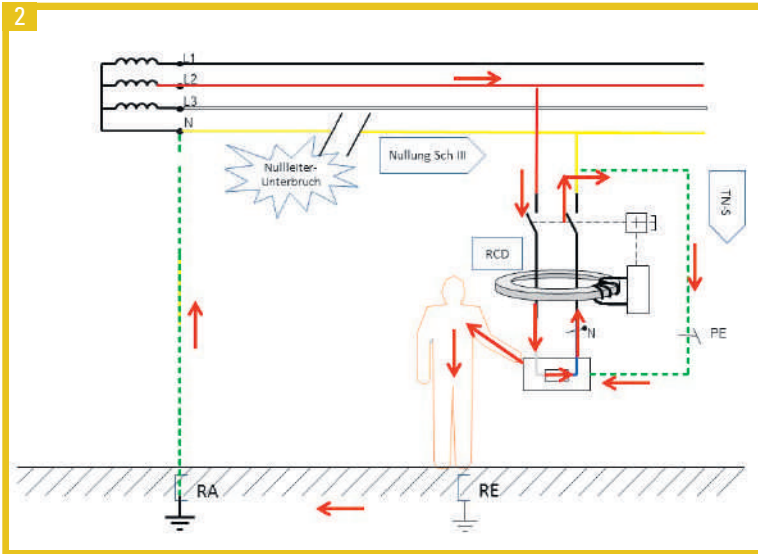 2
L1
L2
L3
N
Nullleiter-
Unterbruch
Nullung Sch III
TN-S
RCD
N
PE
RA
RE